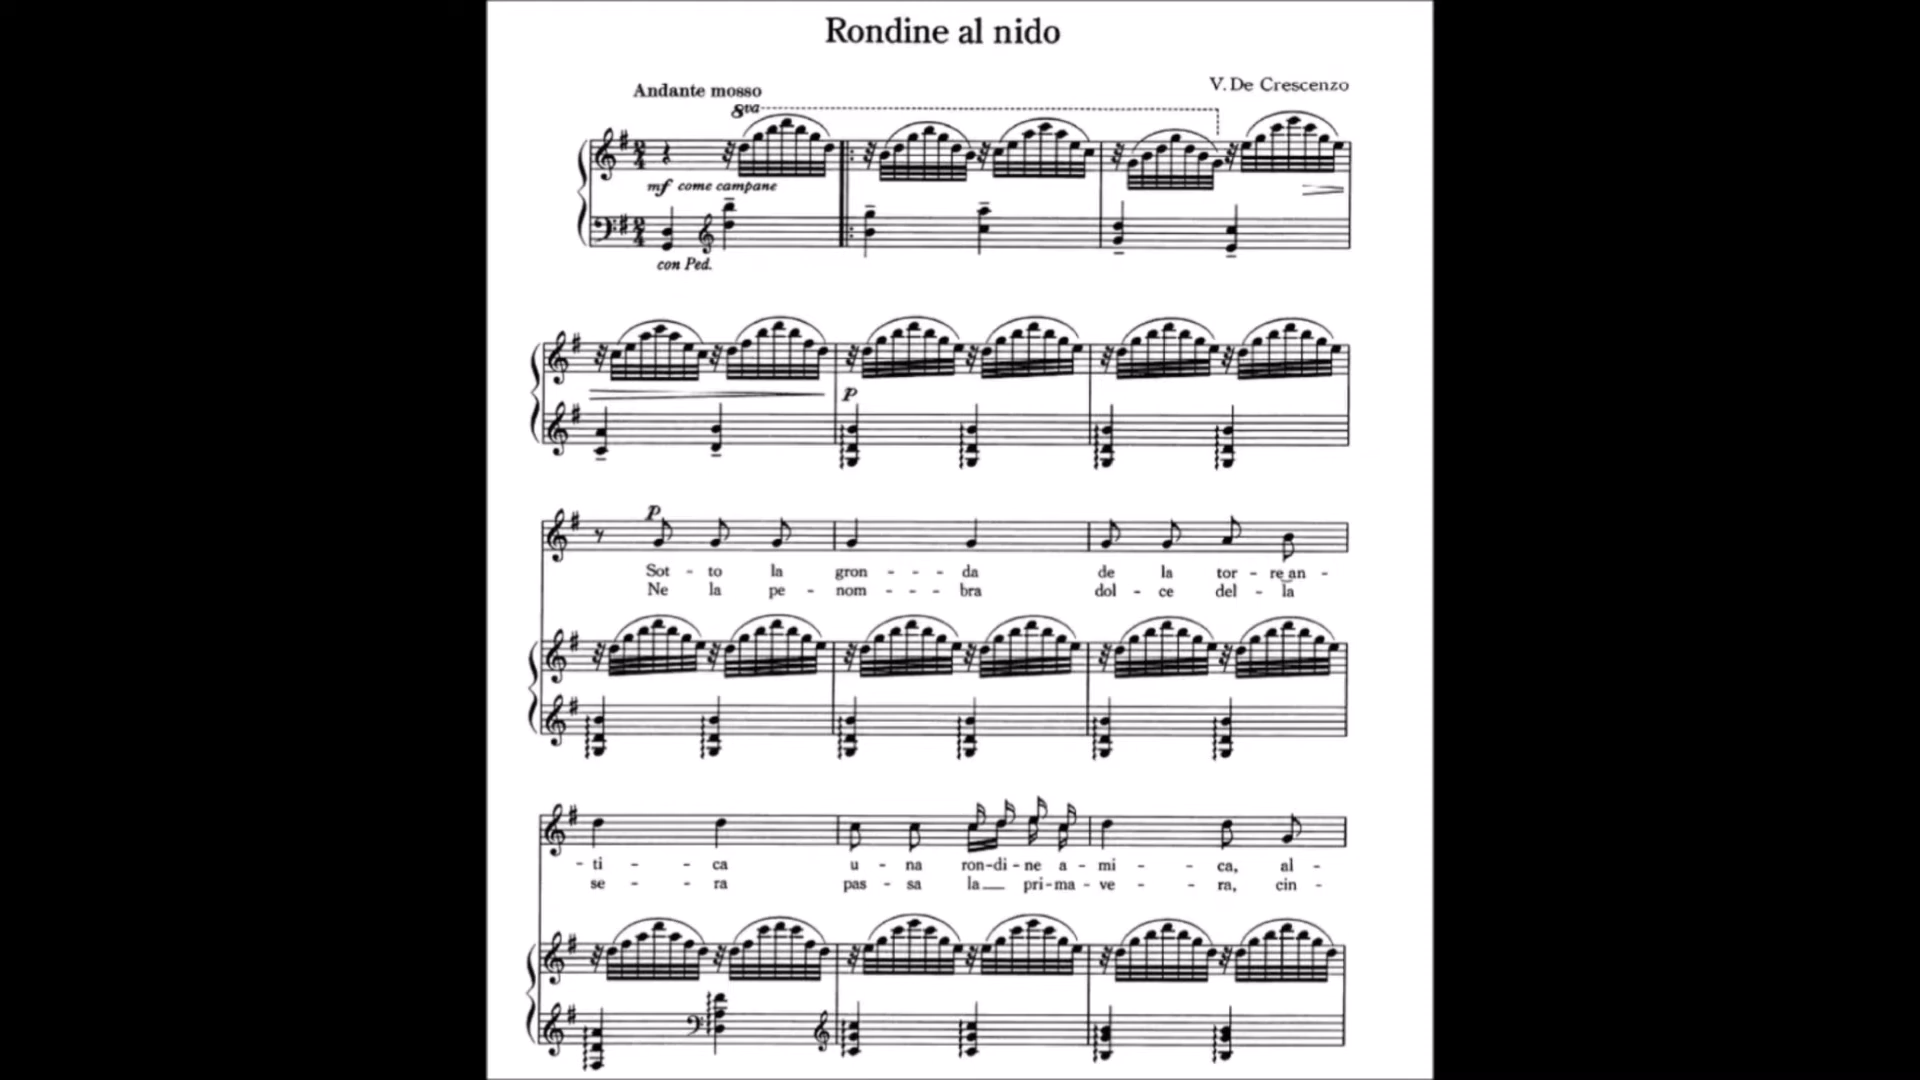 Rondine al nido
V. De Crescenzo
Andante mosso
8va
mf come campane
con Ped.
p
p
Sot - to la gron - - - da de la tor - re an -
Ne la pe - nom - - - bra dol - ce del - la
- ti - - ca u - na ron - di - ne a - mi - - ca, al -
se - - ra pas - sa la pri - ma - ve - - ra, cin -